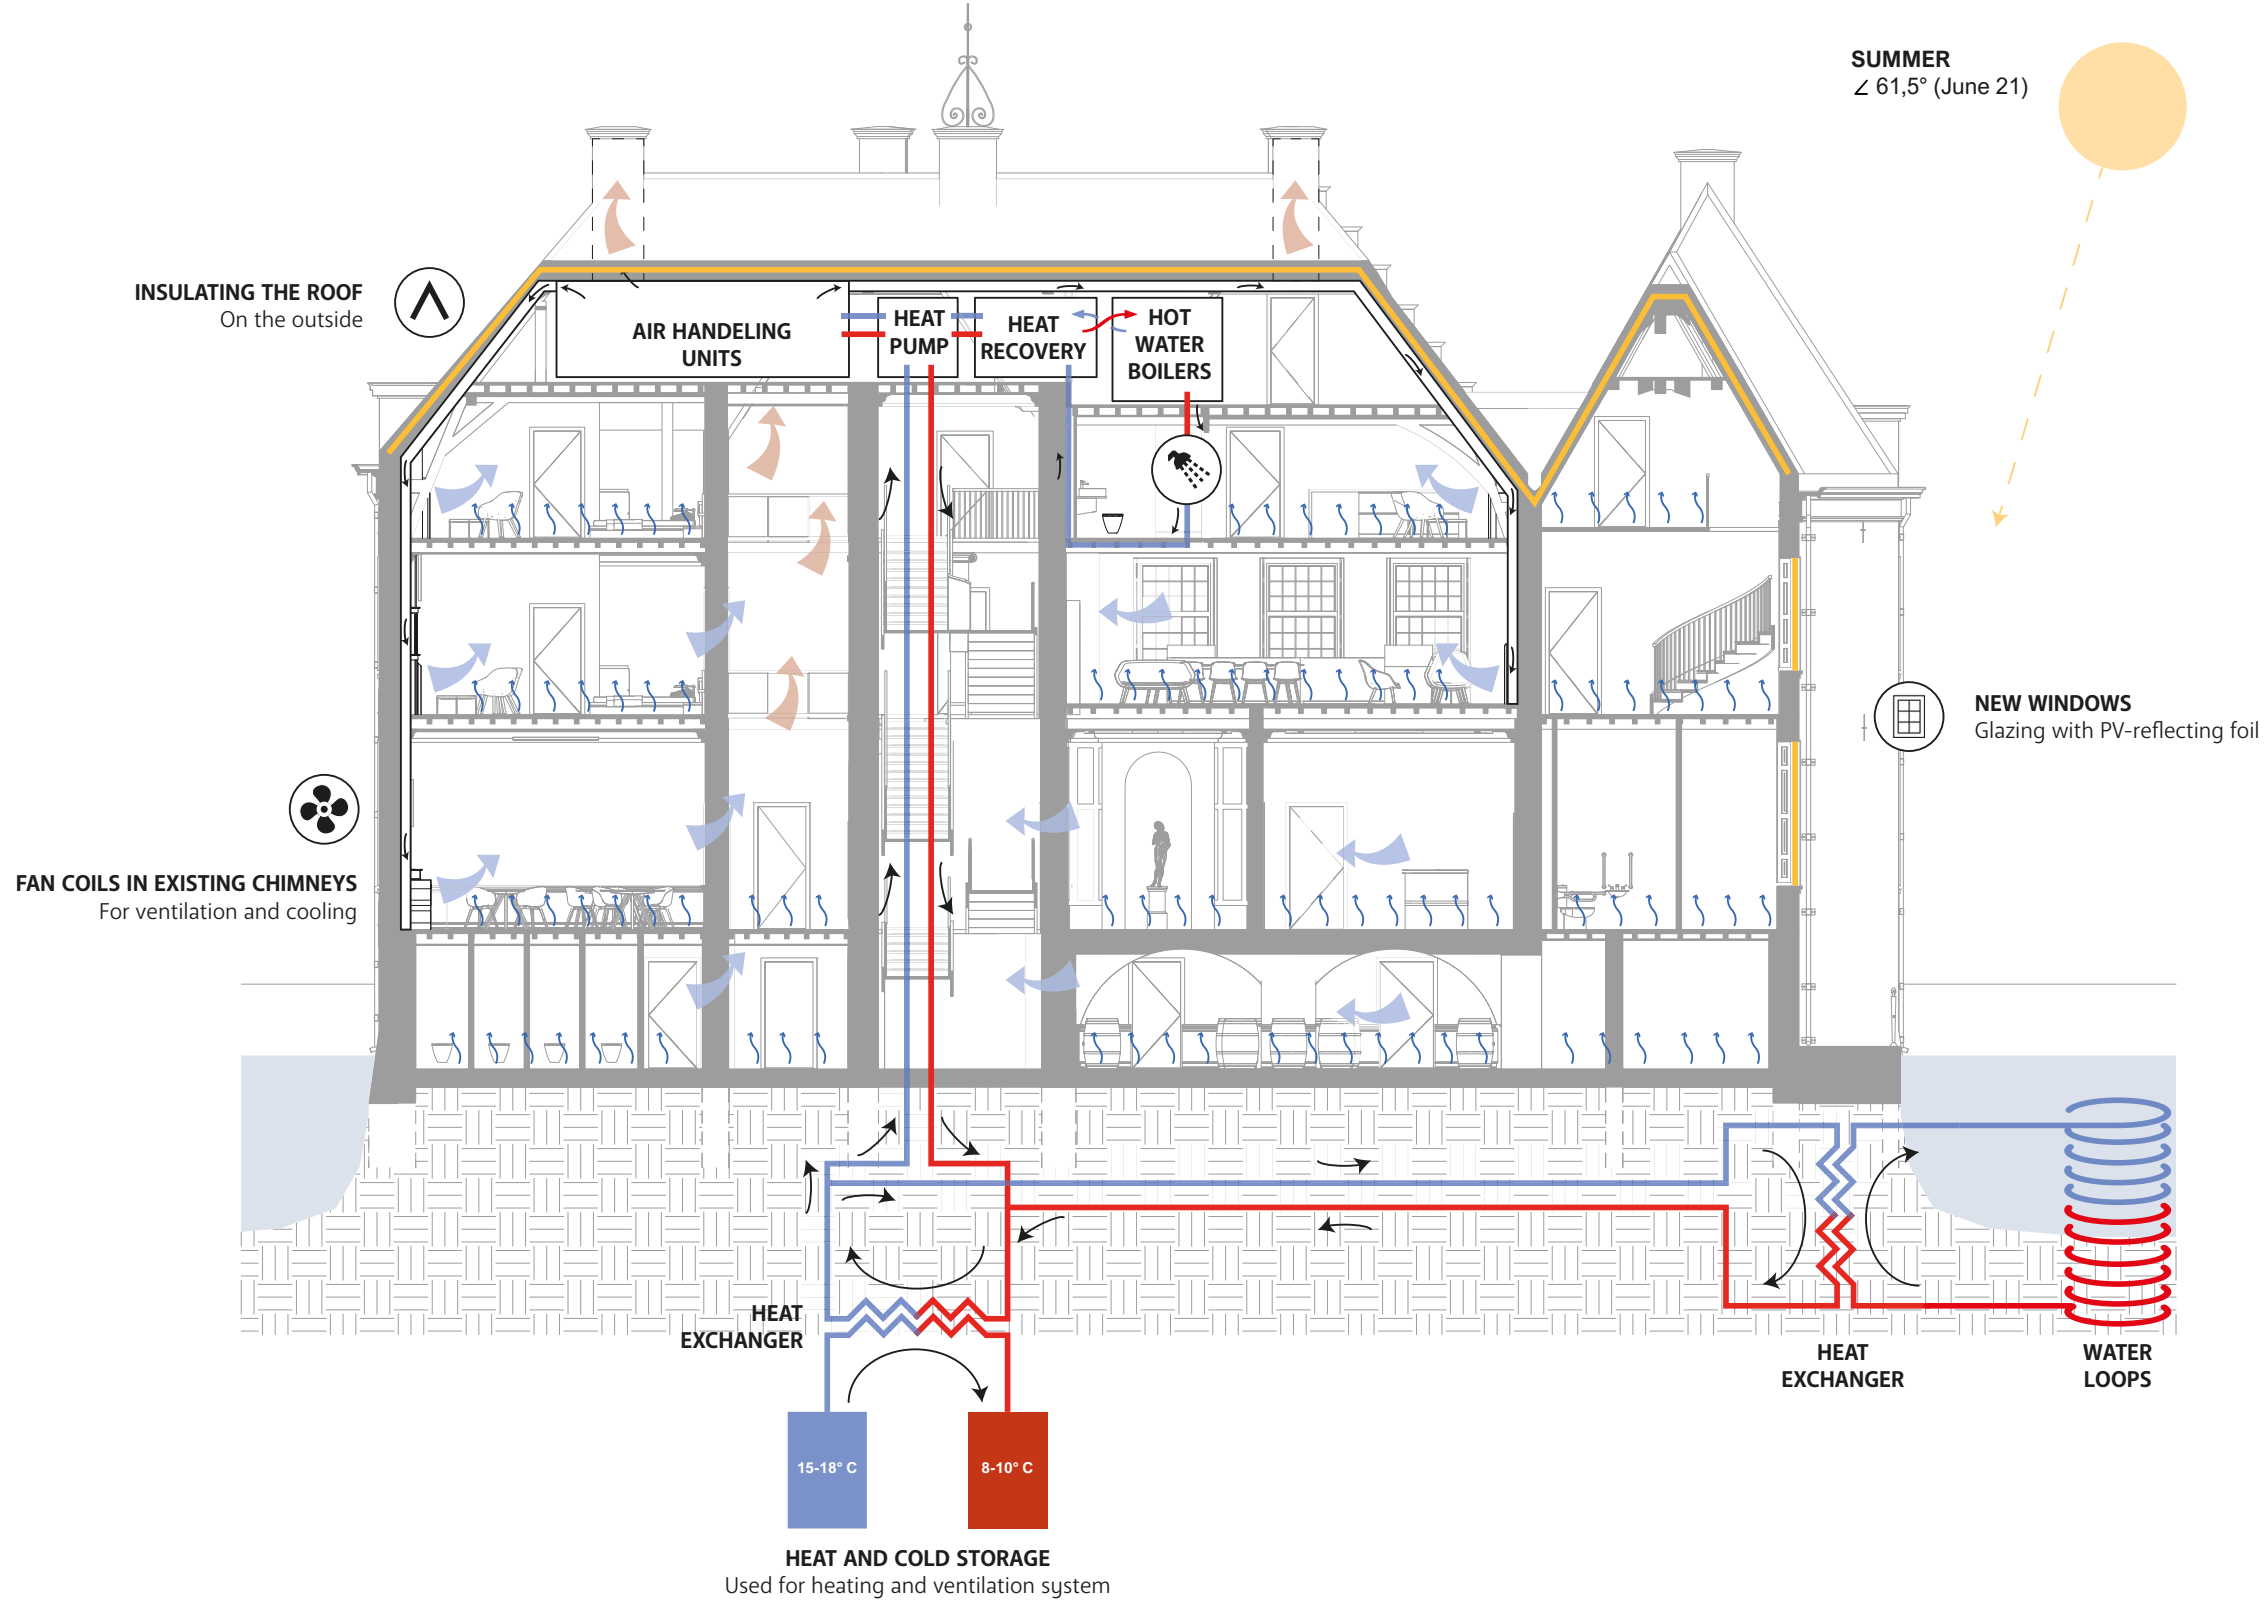 SUMMER
∠ 61,5° (June 21)
INSULATING THE ROOF
On the outside
AIR HANDELING
UNITS
HEAT
PUMP
HEAT
RECOVERY
HOT
WATER
BOILERS
NEW WINDOWS
Glazing with PV-reflecting foil
FAN COILS IN EXISTING CHIMNEYS
For ventilation and cooling
HEAT
EXCHANGER
HEAT
EXCHANGER
WATER
LOOPS
15-18° C
8-10° C
HEAT AND COLD STORAGE
Used for heating and ventilation system